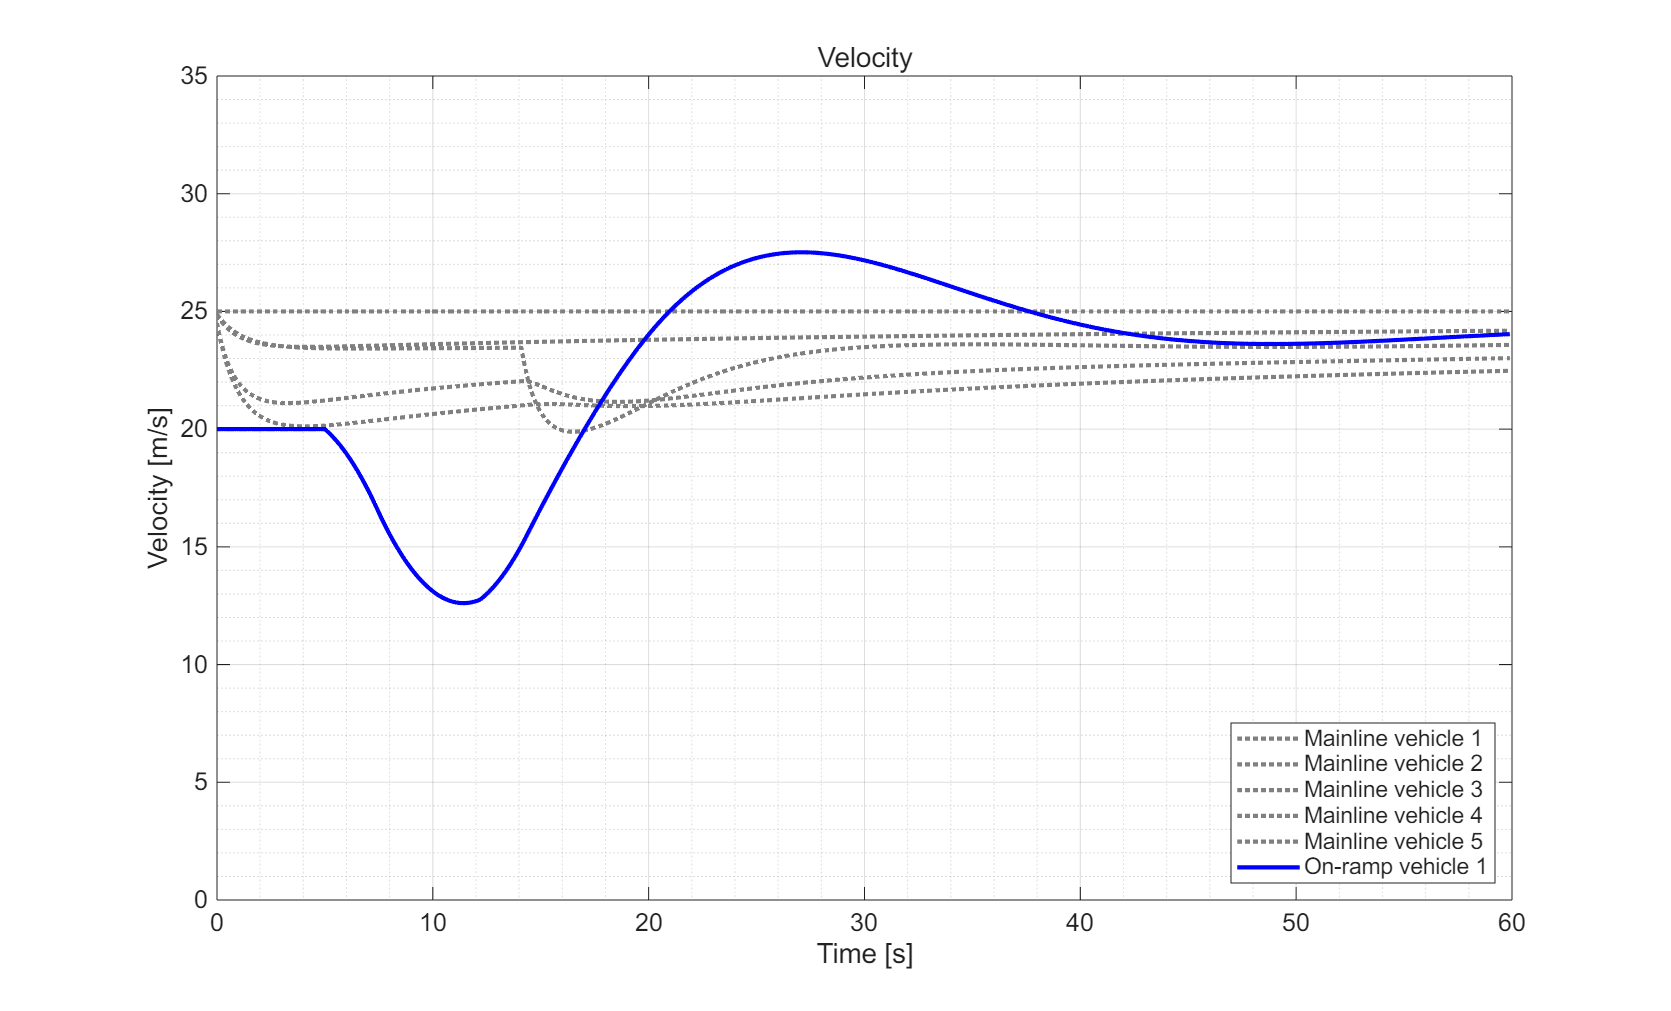 Velocity
35
30
25
20
15
10
5
0
Velocity [m/s]
0 10 20 30 40 50 60
Time [s]
Mainline vehicle 1
Mainline vehicle 2
Mainline vehicle 3
Mainline vehicle 4
Mainline vehicle 5
On-ramp vehicle 1